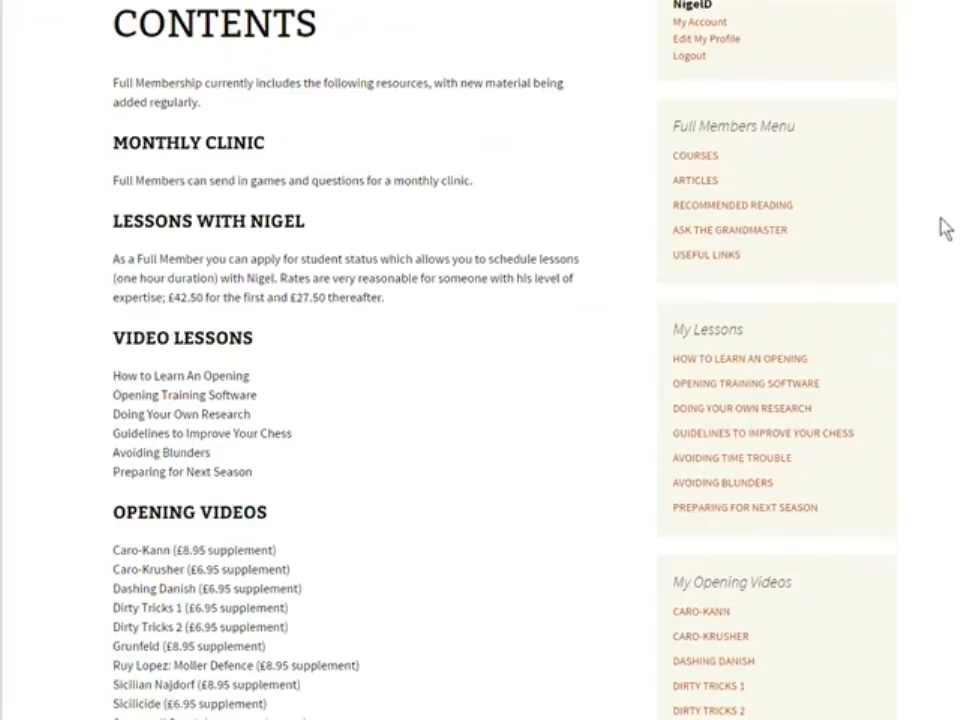 CONTENTS
Full Membership currently includes the following resources, with new material being
added regularly.
MONTHLY CLINIC
Full Members can send in games and questions for a monthly clinic.
LESSONS WITH NIGEL
As a Full Member you can apply for student status which allows you to schedule lessons
(one hour duration) with Nigel. Rates are very reasonable for someone with his level of
expertise; £42.50 for the first and £27.50 thereafter.
VIDEO LESSONS
How to Learn An Opening
Opening Training Software
Doing Your Own Research
Guidelines to Improve Your Chess
Avoiding Blunders
Preparing for Next Season
OPENING VIDEOS
Caro-Kann (£8.95 supplement)
Caro-Krusher (£6.95 supplement)
Dashing Danish (£6.95 supplement)
Dirty Tricks 1 (£6.95 supplement)
Dirty Tricks 2 (£6.95 supplement)
Grunfeld (£8.95 supplement)
Ruy Lopez: Moller Defence (£8.95 supplement)
Sicilian Najdorf (£8.95 supplement)
Sicilicide (£6.95 supplement)
NigelD
My Account
Edit My Profile
Logout
Full Members Menu
COURSES
ARTICLES
RECOMMENDED READING
ASK THE GRANDMASTER
USEFUL LINKS
My Lessons
HOW TO LEARN AN OPENING
OPENING TRAINING SOFTWARE
DOING YOUR OWN RESEARCH
GUIDELINES TO IMPROVE YOUR CHESS
AVOIDING TIME TROUBLE
AVOIDING BLUNDERS
PREPARING FOR NEXT SEASON
My Opening Videos
CARO-KANN
CARO-KRUSHER
DASHING DANISH
DIRTY TRICKS 1
DIRTY TRICKS 2